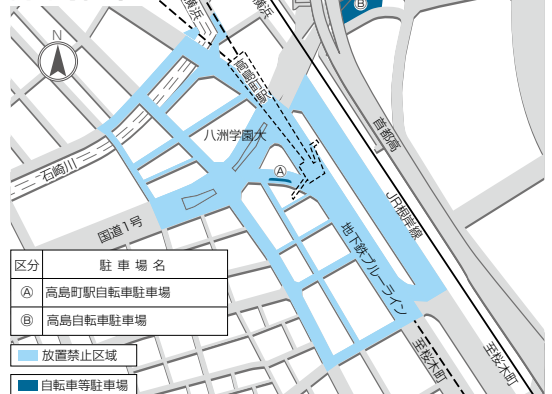 横浜
横浜
Ⓑ
N
高島町駅
八洲学園大
首都高
Ⓐ
石崎川
JR根岸線
国道1号
地下鉄ブルーライン
区分 駐車場名
Ⓐ 高島町駅自転車駐車場
Ⓑ 高島自転車駐車場
至桜木町
至桜木町
放置禁止区域
自転車等駐車場